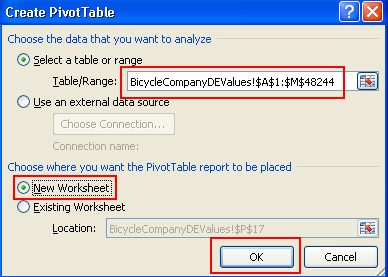 Create PivotTable
Choose the data that you want to analyze
Select a table or range
Table/Range: BicycleCompanyDEValues!$A$1:$M$48244
Use an external data source
Choose Connection...
Connection name:
Choose where you want the PivotTable report to be placed
New Worksheet
Existing Worksheet
Location: BicycleCompanyDEValues!$P$17
OK Cancel